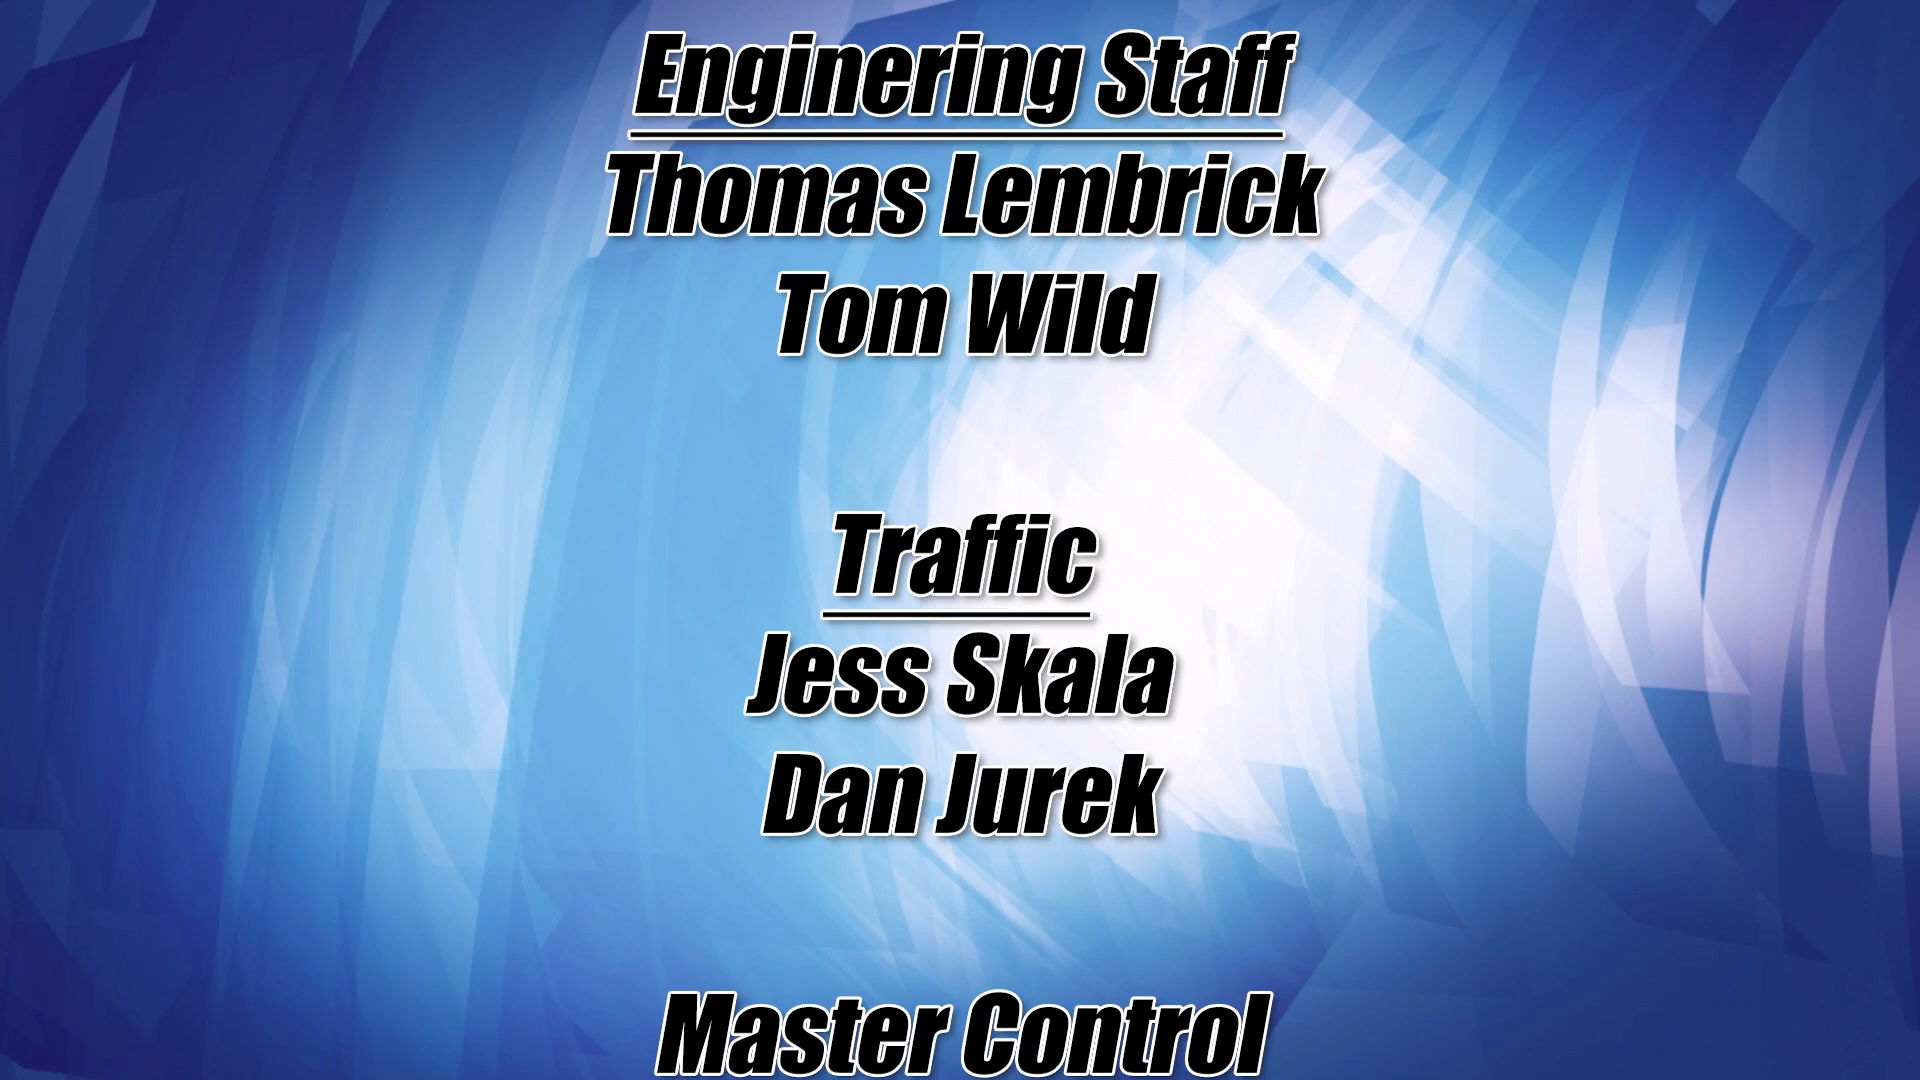 Enginering Staff
Thomas Lembrick
Tom Wild
Traffic
Jess Skala
Dan Jurek
Master Control